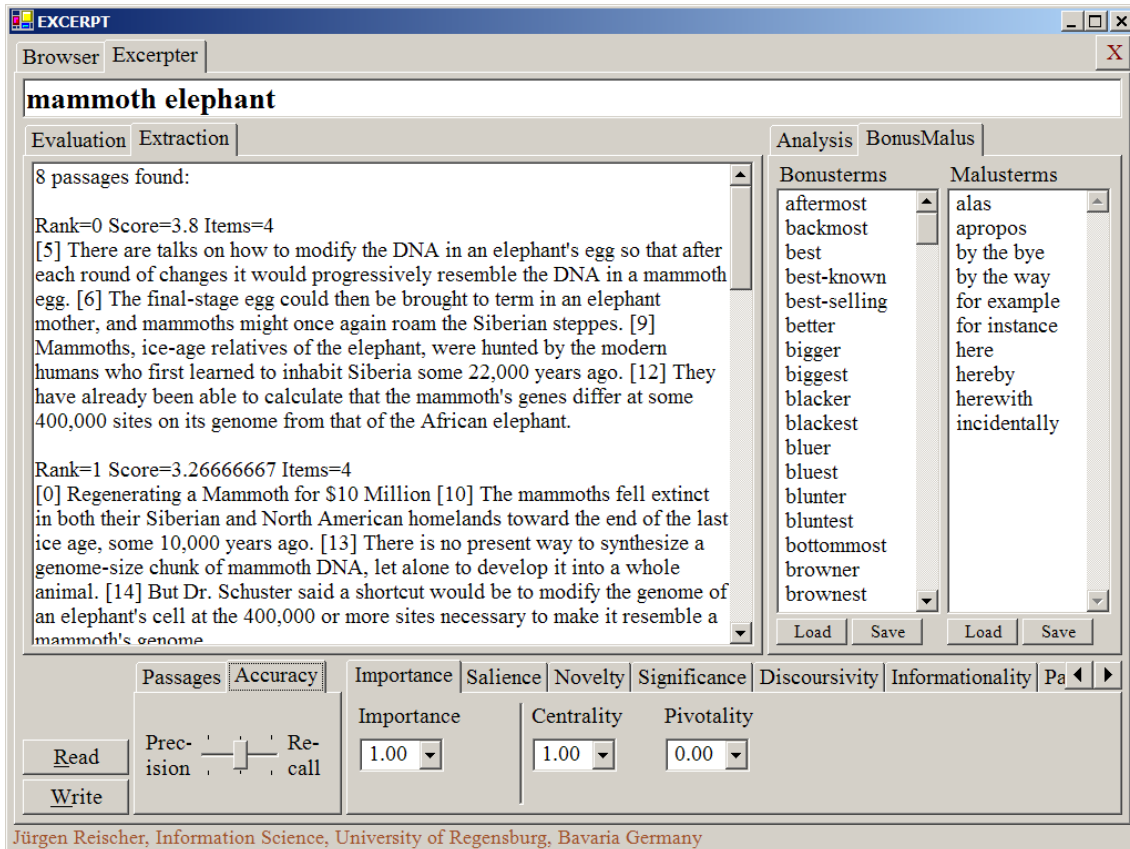 EXCERPT
Browser Excerpter X
mammoth elephant
Evaluation Extraction
8 passages found:
Rank=0 Score=3.8 Items=4
[5] There are talks on how to modify the DNA in an elephant's egg so that after
each round of changes it would progressively resemble the DNA in a mammoth
egg. [6] The final-stage egg could then be brought to term in an elephant
mother, and mammoths might once again roam the Siberian steppes. [9]
Mammoths, ice-age relatives of the elephant, were hunted by the modern
humans who first learned to inhabit Siberia some 22,000 years ago. [12] They
have already been able to calculate that the mammoth's genes differ at some
400,000 sites on its genome from that of the African elephant.
Rank=1 Score=3.26666667 Items=4
[0] Regenerating a Mammoth for $10 Million [10] The mammoths fell extinct
in both their Siberian and North American homelands toward the end of the last
ice age, some 10,000 years ago. [13] There is no present way to synthesize a
genome-size chunk of mammoth DNA, let alone to develop it into a whole
animal. [14] But Dr. Schuster said a shortcut would be to modify the genome of
an elephant's cell at the 400,000 or more sites necessary to make it resemble a
mammoth's genome
Analysis BonusMalus
Bonusterms
aftermost
backmost
best
best-known
best-selling
better
bigger
biggest
blacker
blackest
bluer
bluest
blunter
bluntest
bottommost
browner
brownest
Load Save
Malusterms
alas
apropos
by the bye
by the way
for example
for instance
here
hereby
herewith
incidentally
Load Save
Read
Write
Passages Accuracy
Prec-
ision
Re-
call
Importance Salience Novelty Significance Discoursivity Informationality Pa
Importance Centrality Pivotality
1.00 1.00 0.00
Jürgen Reischer, Information Science, University of Regensburg, Bavaria Germany